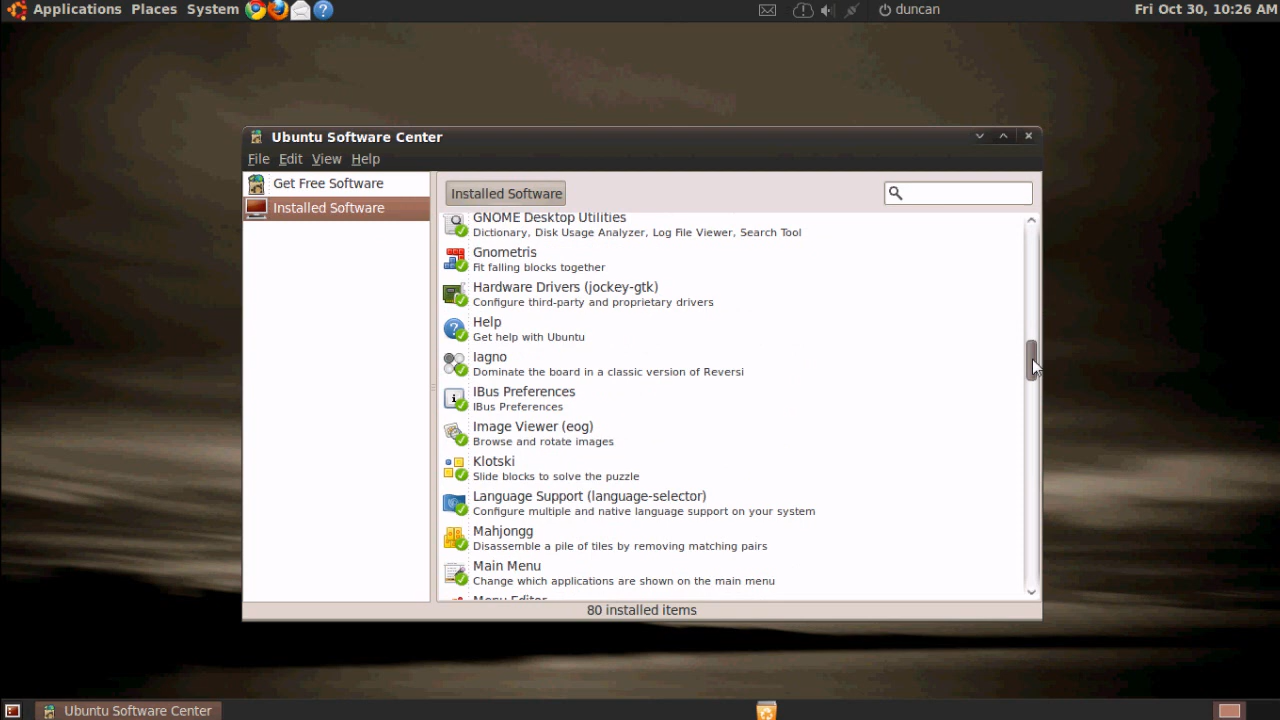 Applications Places System
duncan
Fri Oct 30, 10:26 AM
Ubuntu Software Center
File Edit View Help
Get Free Software
Installed Software
Installed Software
GNOME Desktop Utilities
Dictionary, Disk Usage Analyzer, Log File Viewer, Search Tool
Gnometris
Fit falling blocks together
Hardware Drivers (jockey-gtk)
Configure third-party and proprietary drivers
Help
Get help with Ubuntu
Iagno
Dominate the board in a classic version of Reversi
IBus Preferences
IBus Preferences
Image Viewer (eog)
Browse and rotate images
Klotski
Slide blocks to solve the puzzle
Language Support (language-selector)
Configure multiple and native language support on your system
Mahjongg
Disassemble a pile of tiles by removing matching pairs
Main Menu
Change which applications are shown on the main menu
Menu Editor
80 installed items
Ubuntu Software Center